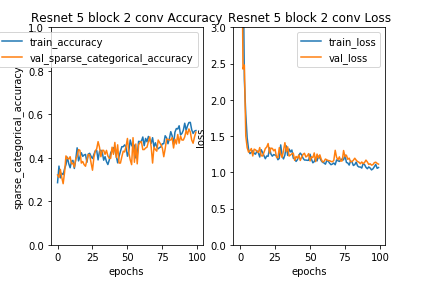 Resnet 5 block 2 conv Accuracy
1.0
0.8
0.6
0.4
0.2
0.0
sparse_categorical_accuracy
train_accuracy
val_sparse_categorical_accuracy
0
25
50
75
100
epochs
Resnet 5 block 2 conv Loss
3.0
2.5
2.0
1.5
1.0
0.5
0.0
loss
train_loss
val_loss
0
25
50
75
100
epochs